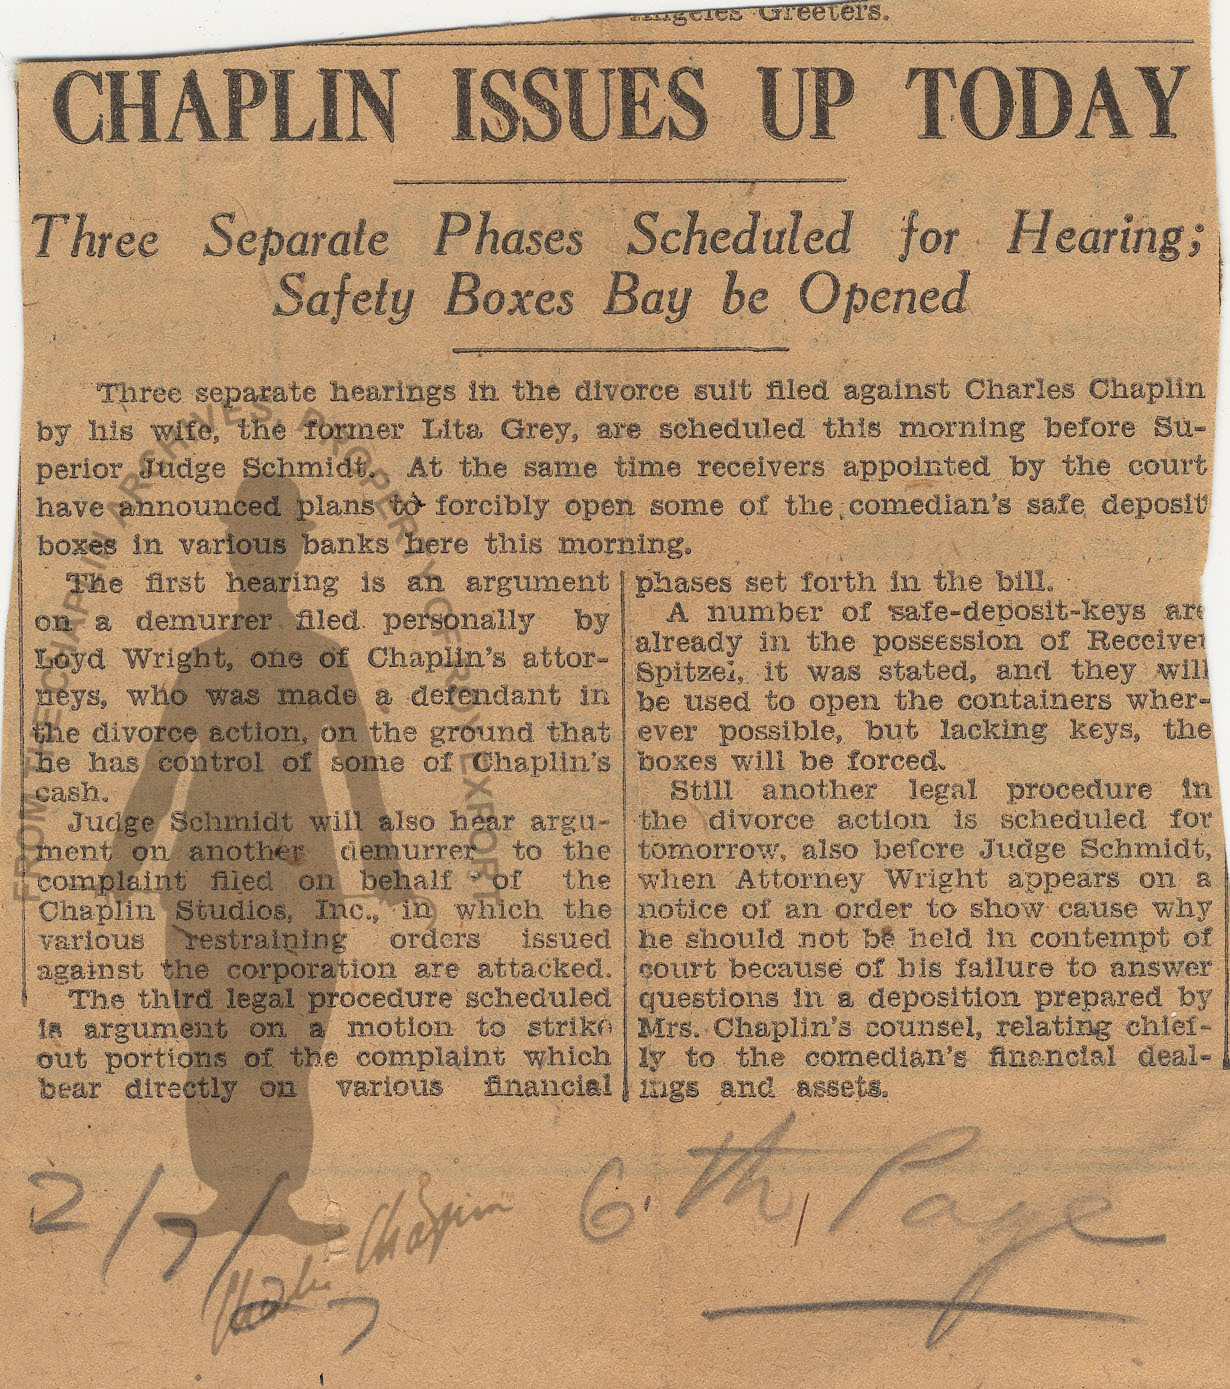 Angeles Greeters.
CHAPLIN ISSUES UP TODAY
Three Separate Phases Scheduled for Hearing;
Safety Boxes Bay be Opened
Three separate hearings in the divorce suit filed against Charles Chaplin
by his wife, the former Lita Grey, are scheduled this morning before Su-
perior Judge Schmidt. At the same time receivers appointed by the court
have announced plans to forcibly open some of the comedian's safe deposit
boxes in various banks here this morning.
The first hearing is an argument
on a demurrer filed personally by
Loyd Wright, one of Chaplin's attor-
neys, who was made a defendant in
the divorce action, on the ground that
he has control of some of Chaplin's
cash.
Judge Schmidt will also hear argu-
ment on another demurrer to the
complaint filed on behalf of the
Chaplin Studios, Inc., in which the
various restraining orders issued
against the corporation are attacked.
The third legal procedure scheduled
is argument on a motion to strike
out portions of the complaint which
bear directly on various financial
phases set forth in the bill.
A number of safe-deposit-keys are
already in the possession of Receiver
Spitzel, it was stated, and they will
be used to open the containers wher-
ever possible, but lacking keys, the
boxes will be forced.
Still another legal procedure in
the divorce action is scheduled for
tomorrow, also before Judge Schmidt,
when Attorney Wright appears on a
notice of an order to show cause why
he should not be held in contempt of
court because of his failure to answer
questions in a deposition prepared by
Mrs. Chaplin's counsel, relating chief-
ly to the comedian's financial deal-
ings and assets.
FROM THE CHAPLIN ARCHIVES PROPERTY OF ROY EXPORT
2/7/27
Charlie Chaplin
6th Page